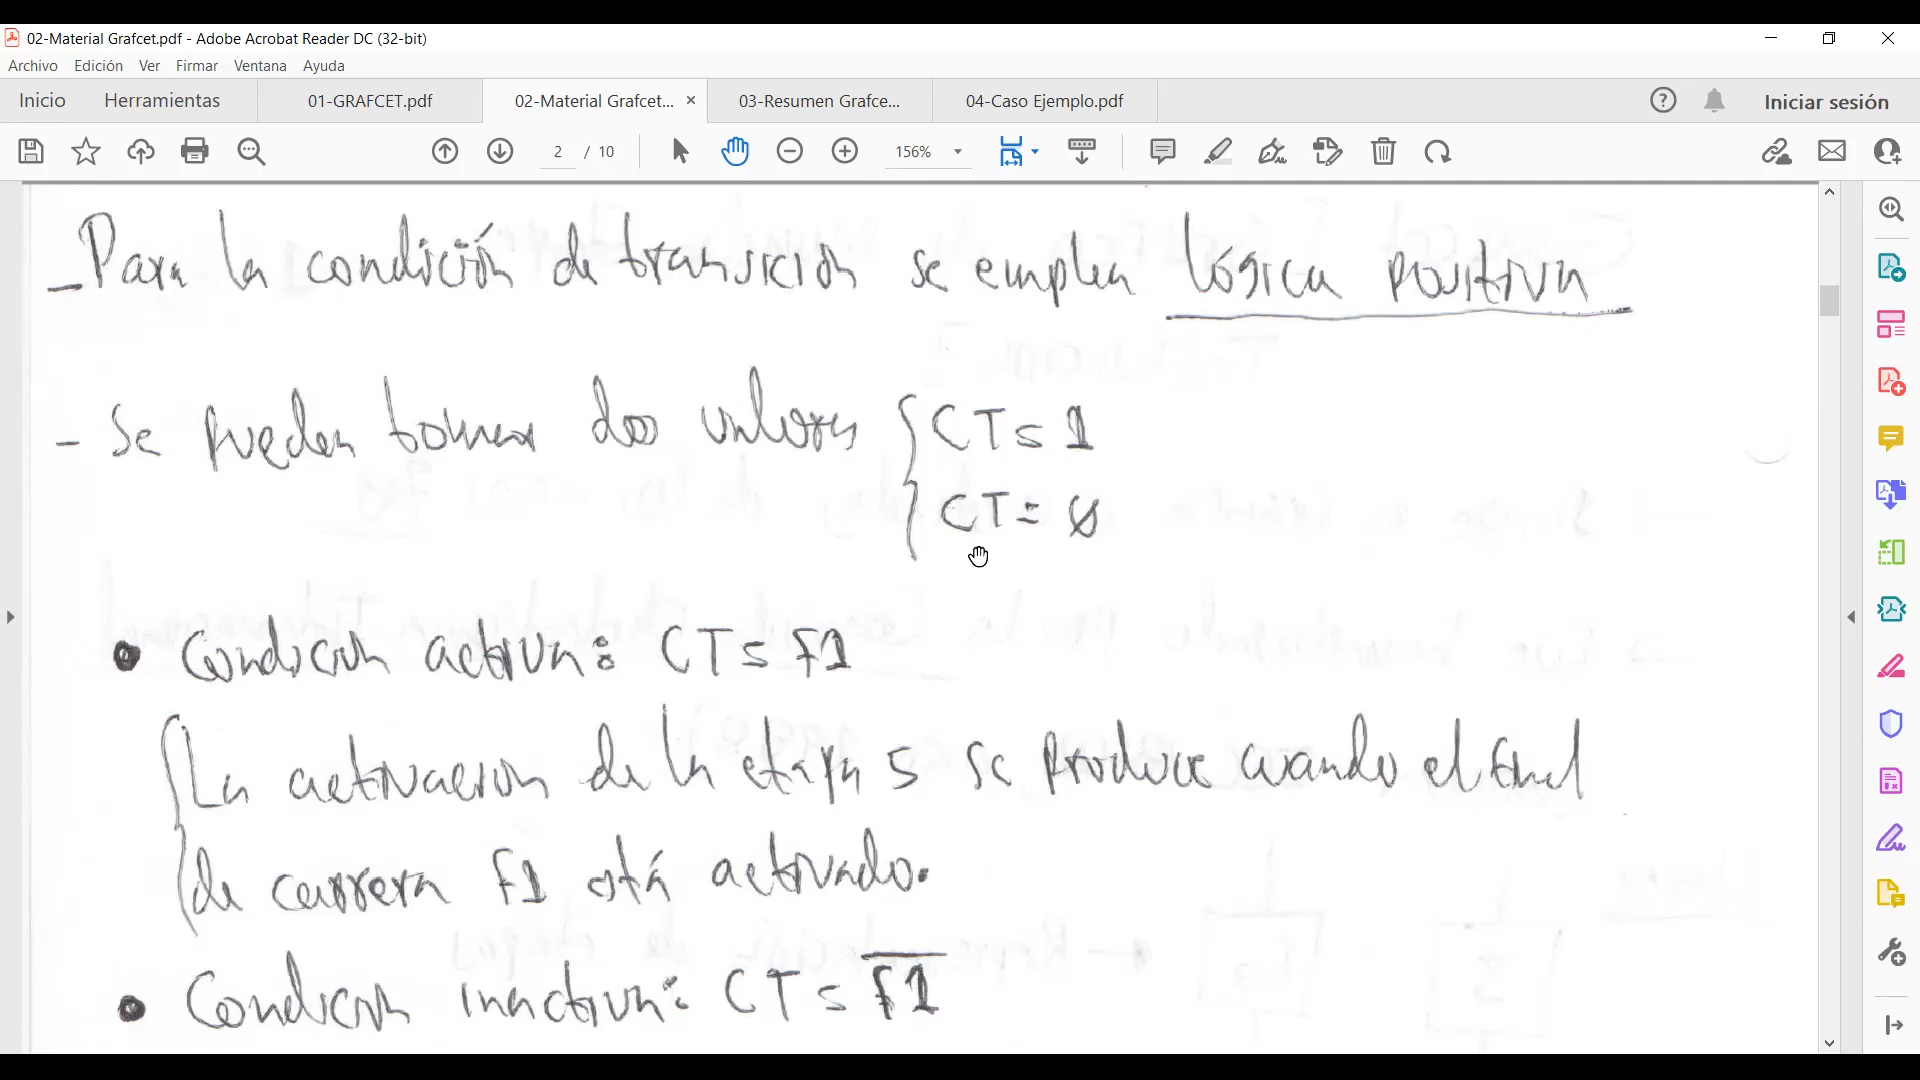 02-Material Grafcet.pdf - Adobe Acrobat Reader DC (32-bit)
Archivo Edición Ver Firmar Ventana Ayuda
Inicio Herramientas 01-GRAFCET.pdf 02-Material Grafcet... × 03-Resumen Grafce... 04-Caso Ejemplo.pdf Iniciar sesión
2 / 10 156%
- Para la condición de transición se emplea lógica positiva
- Se pueden tomar dos valores { CT = 1
CT = 0
• Condición activa: CT = F1
La activación de la etapa 5 se produce cuando el final
de carrera F1 está activado.
• Condición inactiva: CT = F̅1̅